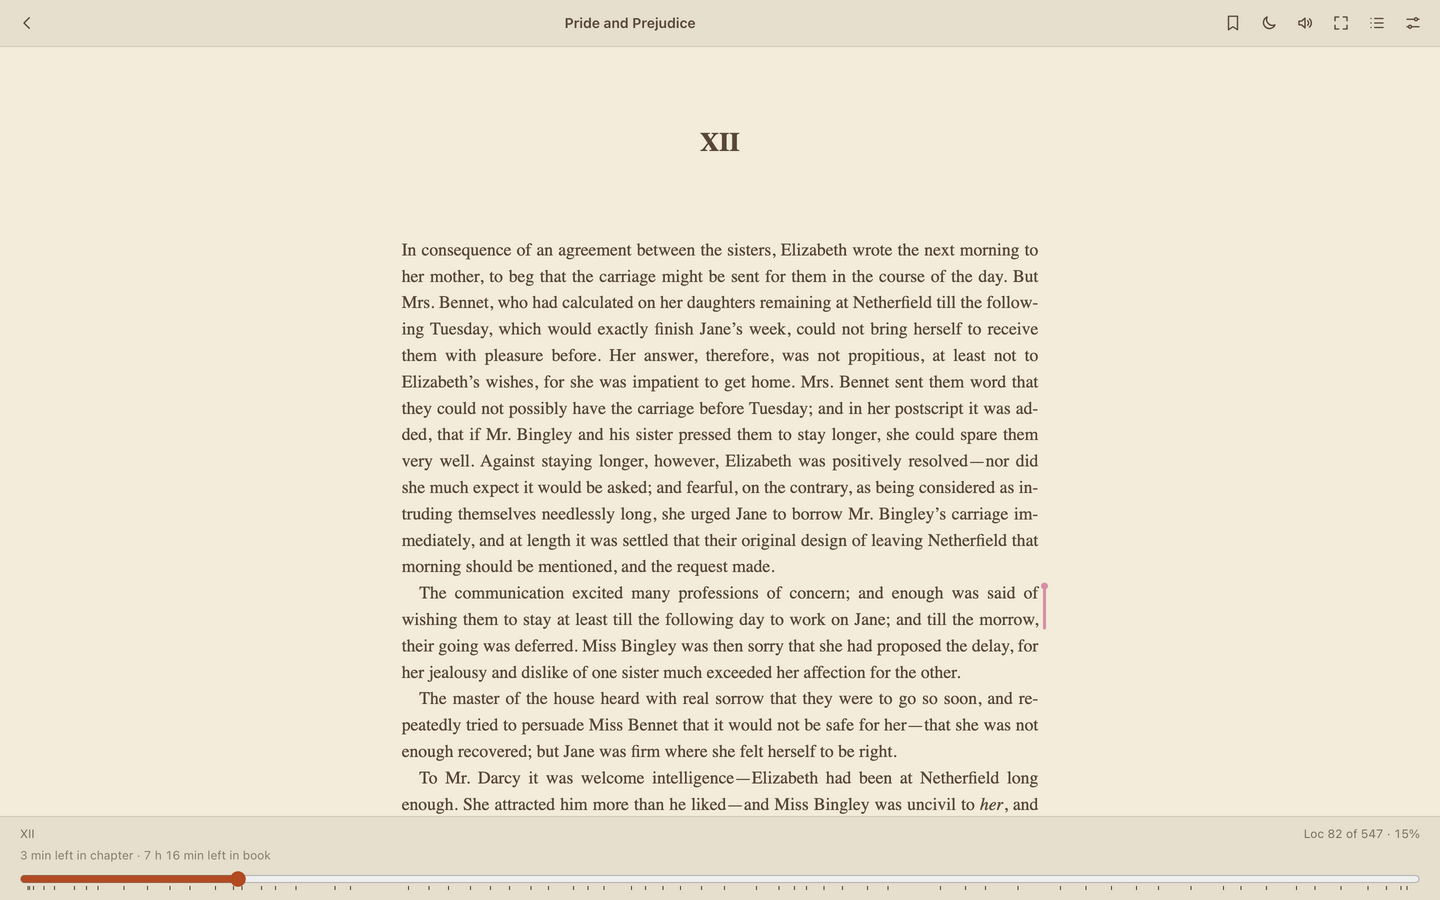 Pride and Prejudice
XII
In consequence of an agreement between the sisters, Elizabeth wrote the next morning to
her mother, to beg that the carriage might be sent for them in the course of the day. But
Mrs. Bennet, who had calculated on her daughters remaining at Netherfield till the follow-
ing Tuesday, which would exactly finish Jane’s week, could not bring herself to receive
them with pleasure before. Her answer, therefore, was not propitious, at least not to
Elizabeth’s wishes, for she was impatient to get home. Mrs. Bennet sent them word that
they could not possibly have the carriage before Tuesday; and in her postscript it was ad-
ded, that if Mr. Bingley and his sister pressed them to stay longer, she could spare them
very well. Against staying longer, however, Elizabeth was positively resolved—nor did
she much expect it would be asked; and fearful, on the contrary, as being considered as in-
truding themselves needlessly long, she urged Jane to borrow Mr. Bingley’s carriage im-
mediately, and at length it was settled that their original design of leaving Netherfield that
morning should be mentioned, and the request made.
The communication excited many professions of concern; and enough was said of
wishing them to stay at least till the following day to work on Jane; and till the morrow,
their going was deferred. Miss Bingley was then sorry that she had proposed the delay, for
her jealousy and dislike of one sister much exceeded her affection for the other.
The master of the house heard with real sorrow that they were to go so soon, and re-
peatedly tried to persuade Miss Bennet that it would not be safe for her—that she was not
enough recovered; but Jane was firm where she felt herself to be right.
To Mr. Darcy it was welcome intelligence—Elizabeth had been at Netherfield long
enough. She attracted him more than he liked—and Miss Bingley was uncivil to her, and
XII
Loc 82 of 547 · 15%
3 min left in chapter · 7 h 16 min left in book